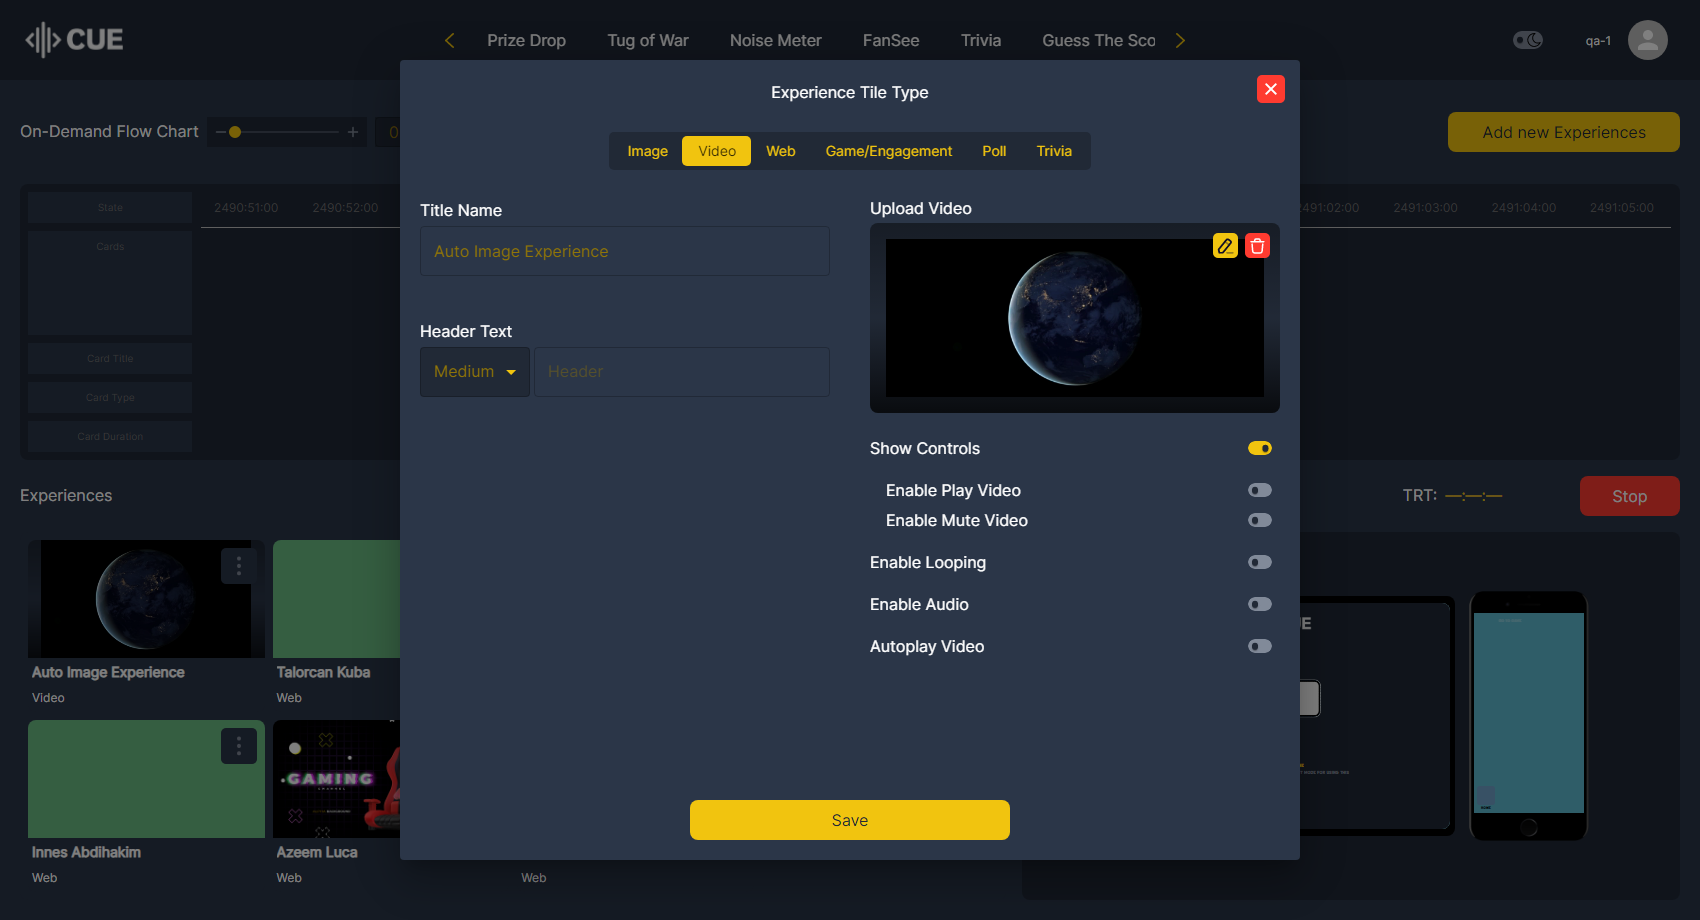 CUE
Prize Drop
Tug of War
Noise Meter
FanSee
Trivia
Guess The Sco
qa-1
Experience Tile Type
On-Demand Flow Chart
0
Add new Experiences
Image
Video
Web
Game/Engagement
Poll
Trivia
State
2490:51:00
2490:52:00
2491:02:00
2491:03:00
2491:04:00
2491:05:00
Cards
Card Title
Card Type
Card Duration
Title Name
Auto Image Experience
Header Text
Medium
Header
Upload Video
Show Controls
Enable Play Video
Enable Mute Video
Enable Looping
Enable Audio
Autoplay Video
Save
Experiences
TRT: —:—:—
Stop
Auto Image Experience
Video
Talorcan Kuba
Web
Innes Abdihakim
Web
GAMING
Azeem Luca
Web
Web
UE